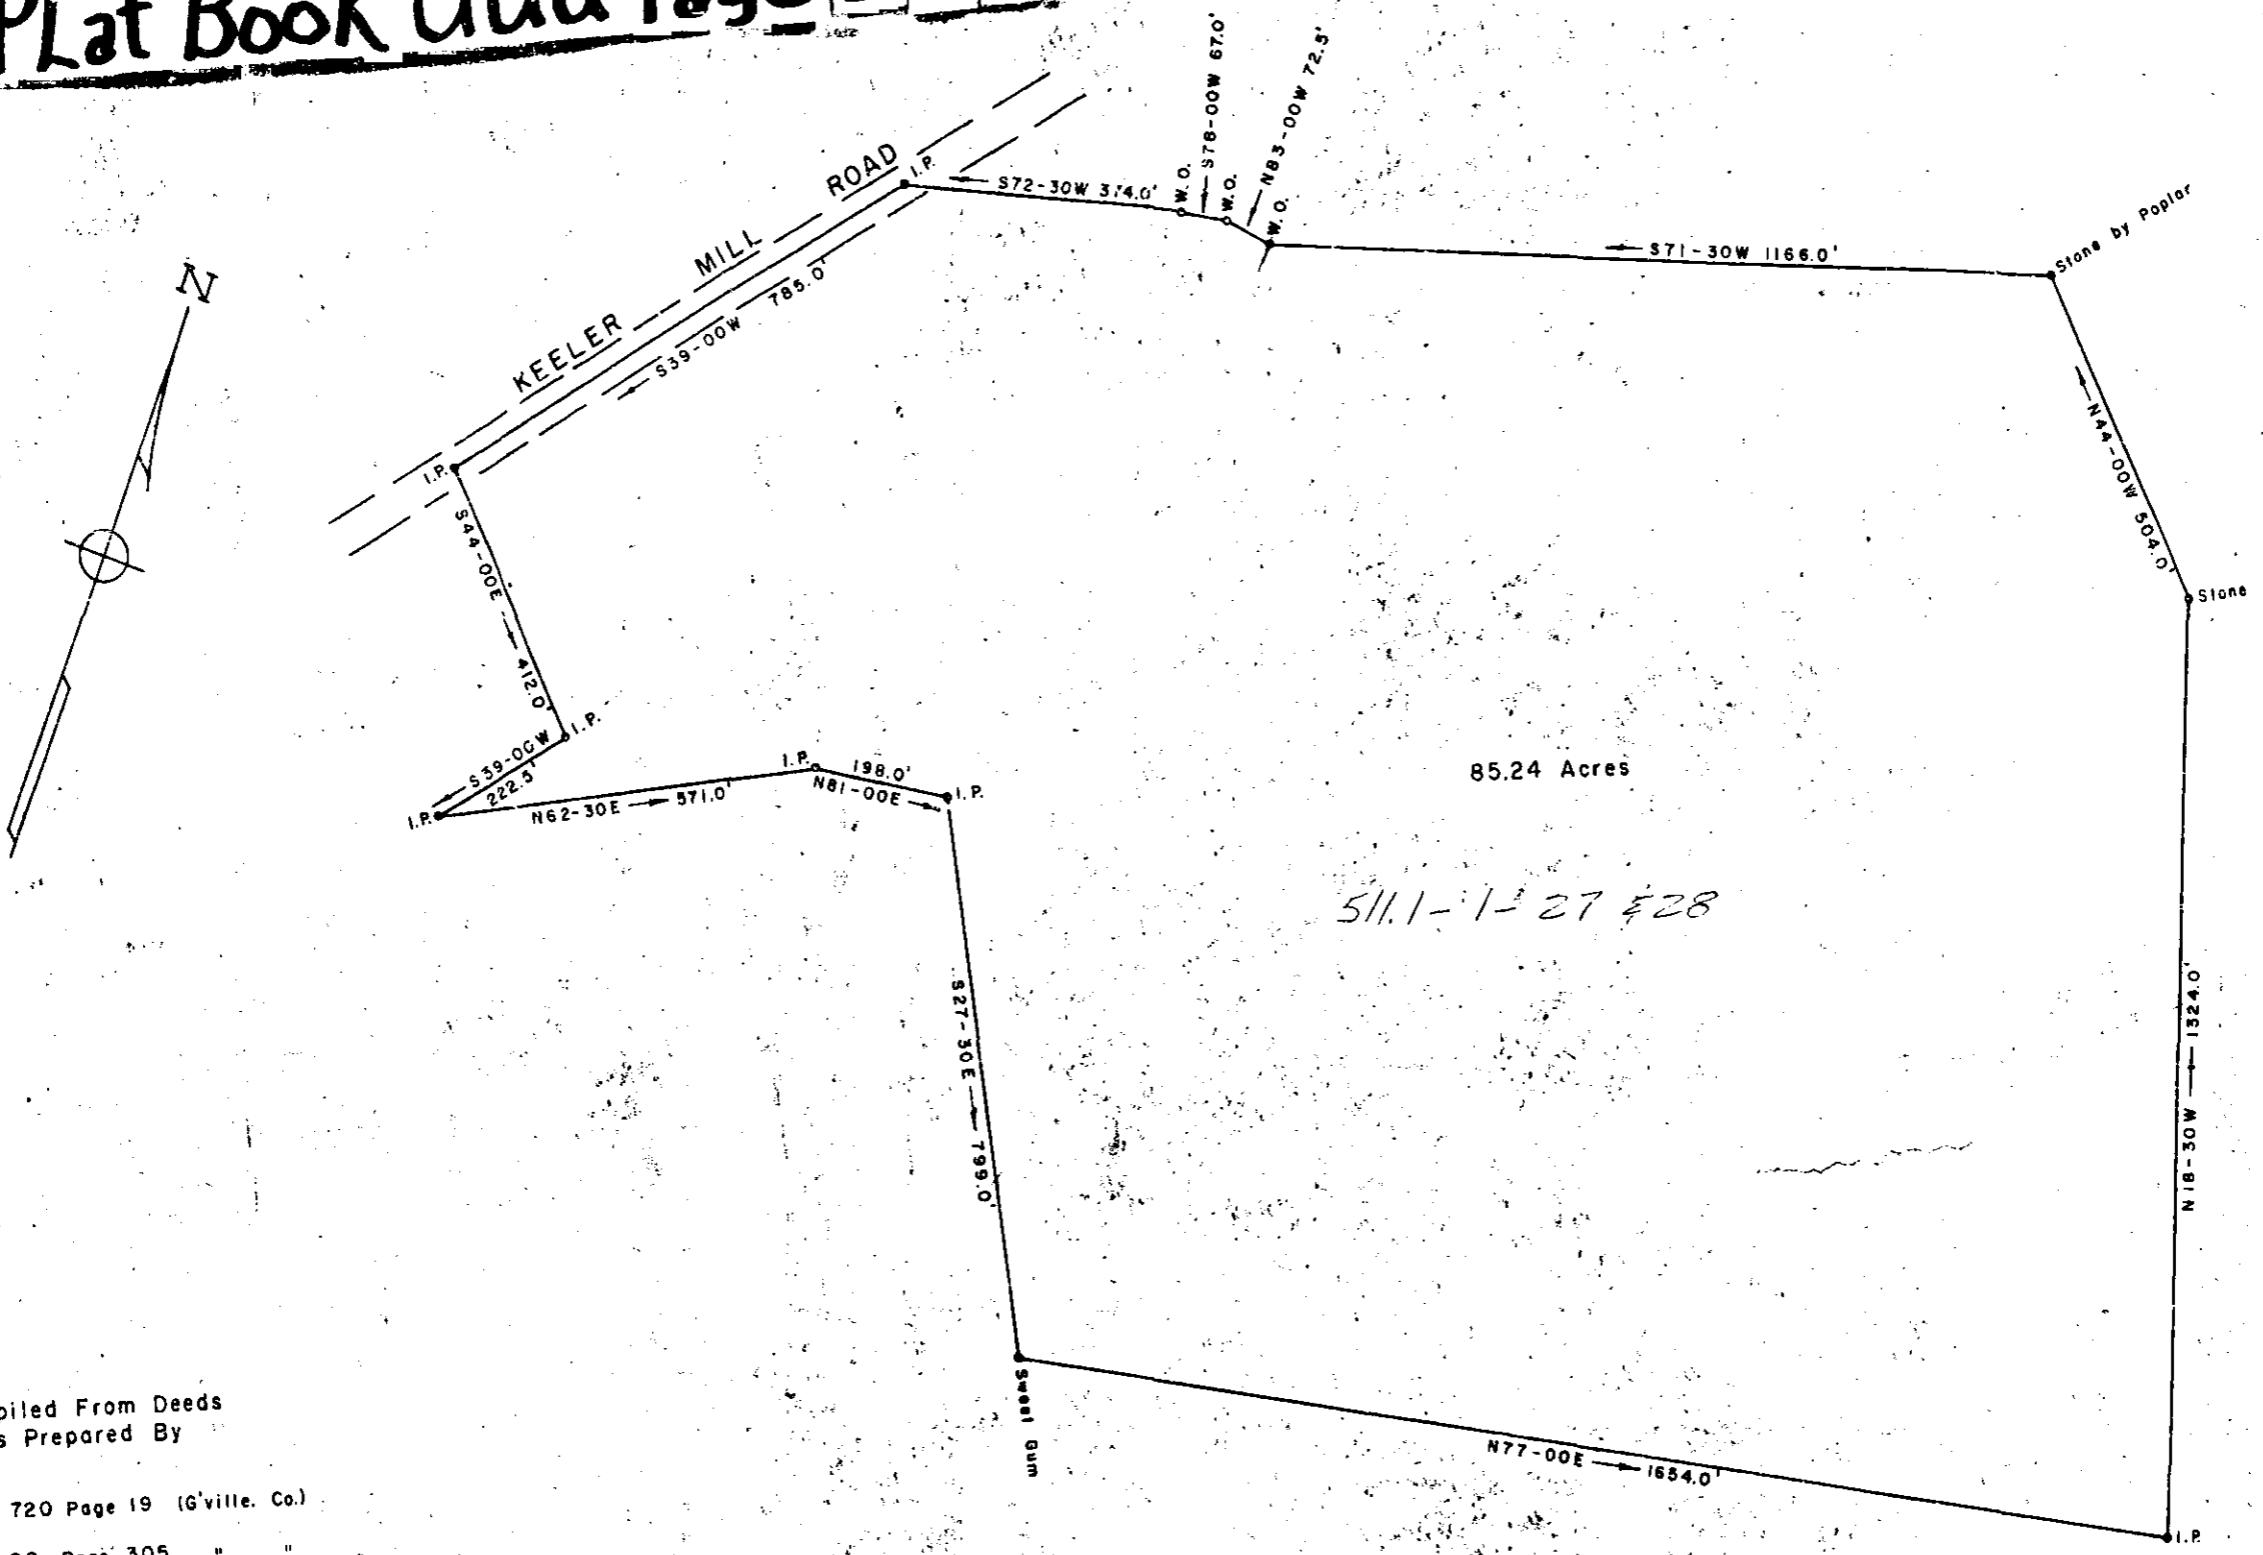 PLat Book UUU Page
S78-00W 67.0'
N83-00W 72.5'
KEELER MILL ROAD
I.P.
S72-30W 374.0'
W.O.
W.O.
W.O.
S71-30W 1166.0'
Stone by Poplar
N
S39-00W 785.0'
I.P.
N44-00W 504.0'
Stone
S44-00E 412.0'
I.P.
S39-00W
222.5'
I.P.
N62-30E 571.0'
I.P.
198.0'
N81-00E
I.P.
85.24 Acres
511.1-1-27 &28
S27-30E 799.0'
N18-30W 1324.0'
Sweet Gum
N77-00E 1654.0'
I.P.
piled From Deeds
s Prepared By
720 Page 19 (G'ville. Co.)
Page 305 " "